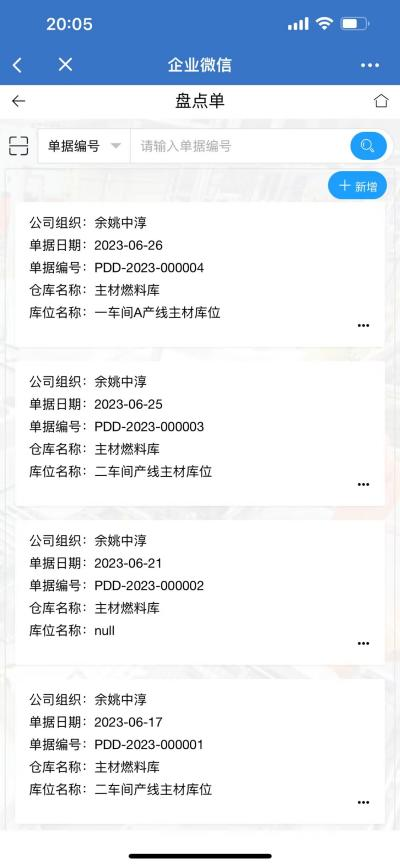 20:05
企业微信
盘点单
单据编号 请输入单据编号
新增
公司组织：余姚中淳
单据日期：2023-06-26
单据编号：PDD-2023-000004
仓库名称：主材燃料库
库位名称：一车间A产线主材库位
公司组织：余姚中淳
单据日期：2023-06-25
单据编号：PDD-2023-000003
仓库名称：主材燃料库
库位名称：二车间产线主材库位
公司组织：余姚中淳
单据日期：2023-06-21
单据编号：PDD-2023-000002
仓库名称：主材燃料库
库位名称：null
公司组织：余姚中淳
单据日期：2023-06-17
单据编号：PDD-2023-000001
仓库名称：主材燃料库
库位名称：二车间产线主材库位